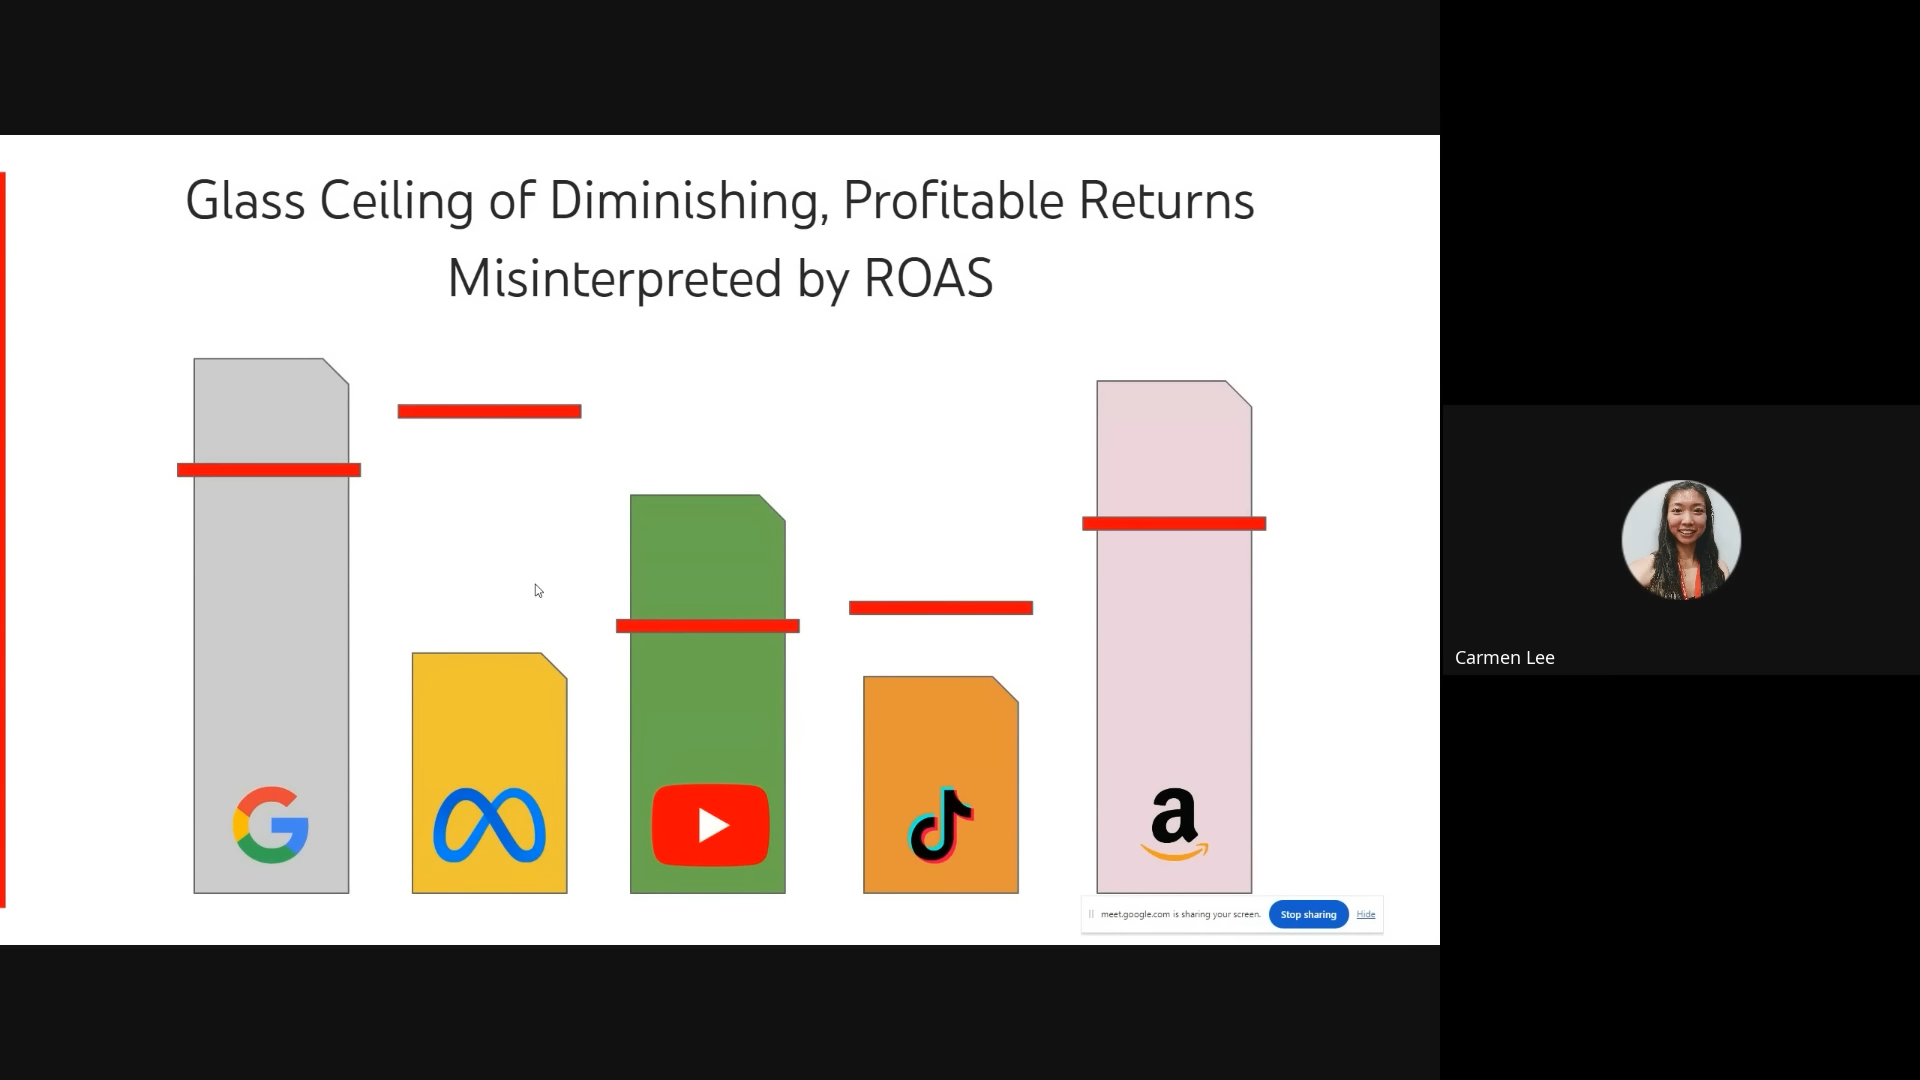 Glass Ceiling of Diminishing, Profitable Returns
Misinterpreted by ROAS
a
meet.google.com is sharing your screen.
Stop sharing
Hide
Carmen Lee